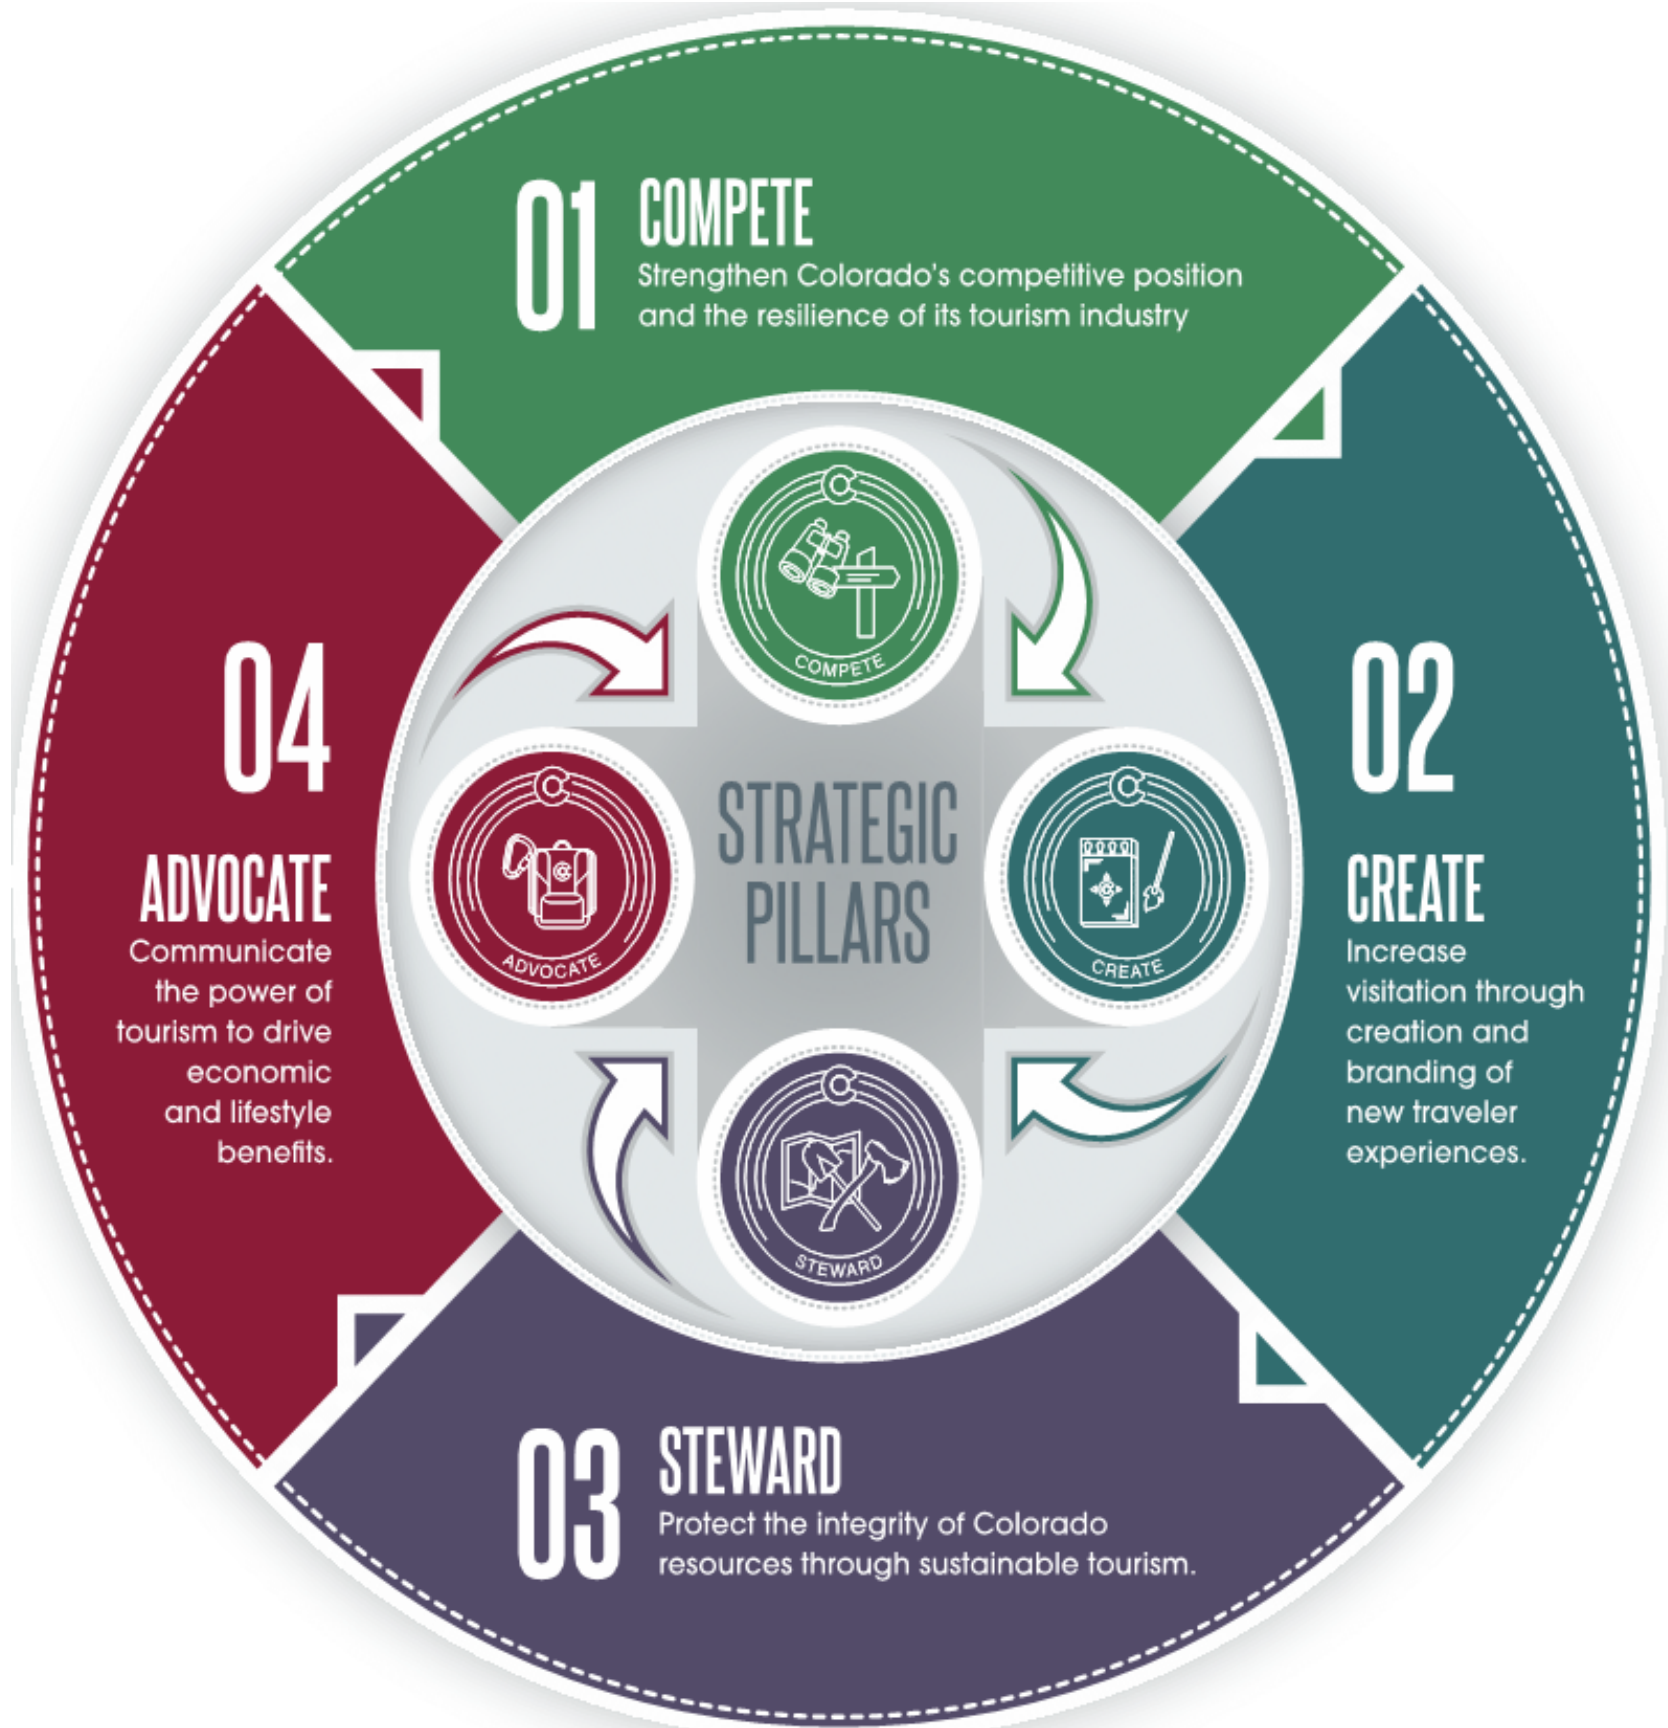 01
COMPETE
Strengthen Colorado's competitive position
and the resilience of its tourism industry
02
CREATE
Increase
visitation through
creation and
branding of
new traveler
experiences.
03
STEWARD
Protect the integrity of Colorado
resources through sustainable tourism.
04
ADVOCATE
Communicate
the power of
tourism to drive
economic
and lifestyle
benefits.
STRATEGIC
PILLARS
C
COMPETE
C
CREATE
C
STEWARD
C
ADVOCATE